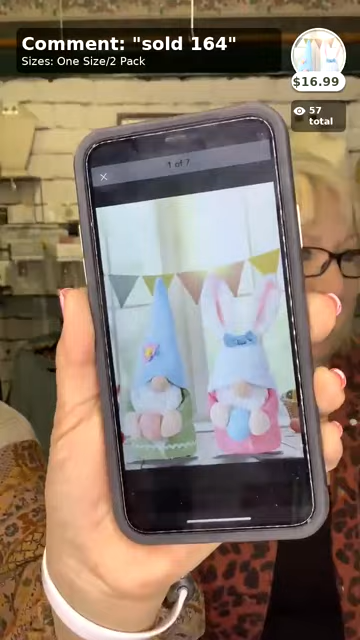 Comment: "sold 164"
Sizes: One Size/2 Pack
$16.99
57
total
1 of 7